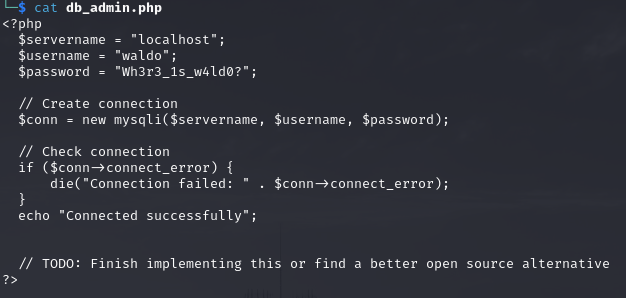 └─$ cat db_admin.php
<?php
  $servername = "localhost";
  $username = "waldo";
  $password = "Wh3r3_1s_w4ld0?";

  // Create connection
  $conn = new mysqli($servername, $username, $password);

  // Check connection
  if ($conn->connect_error) {
      die("Connection failed: " . $conn->connect_error);
  }
  echo "Connected successfully";


  // TODO: Finish implementing this or find a better open source alternative
?>